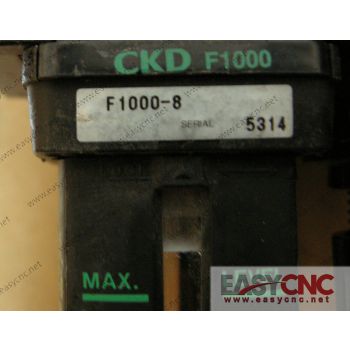 CKD F1000
F1000-8
SERIAL 5314
MAX.
EASYCNC
www.easycnc.net